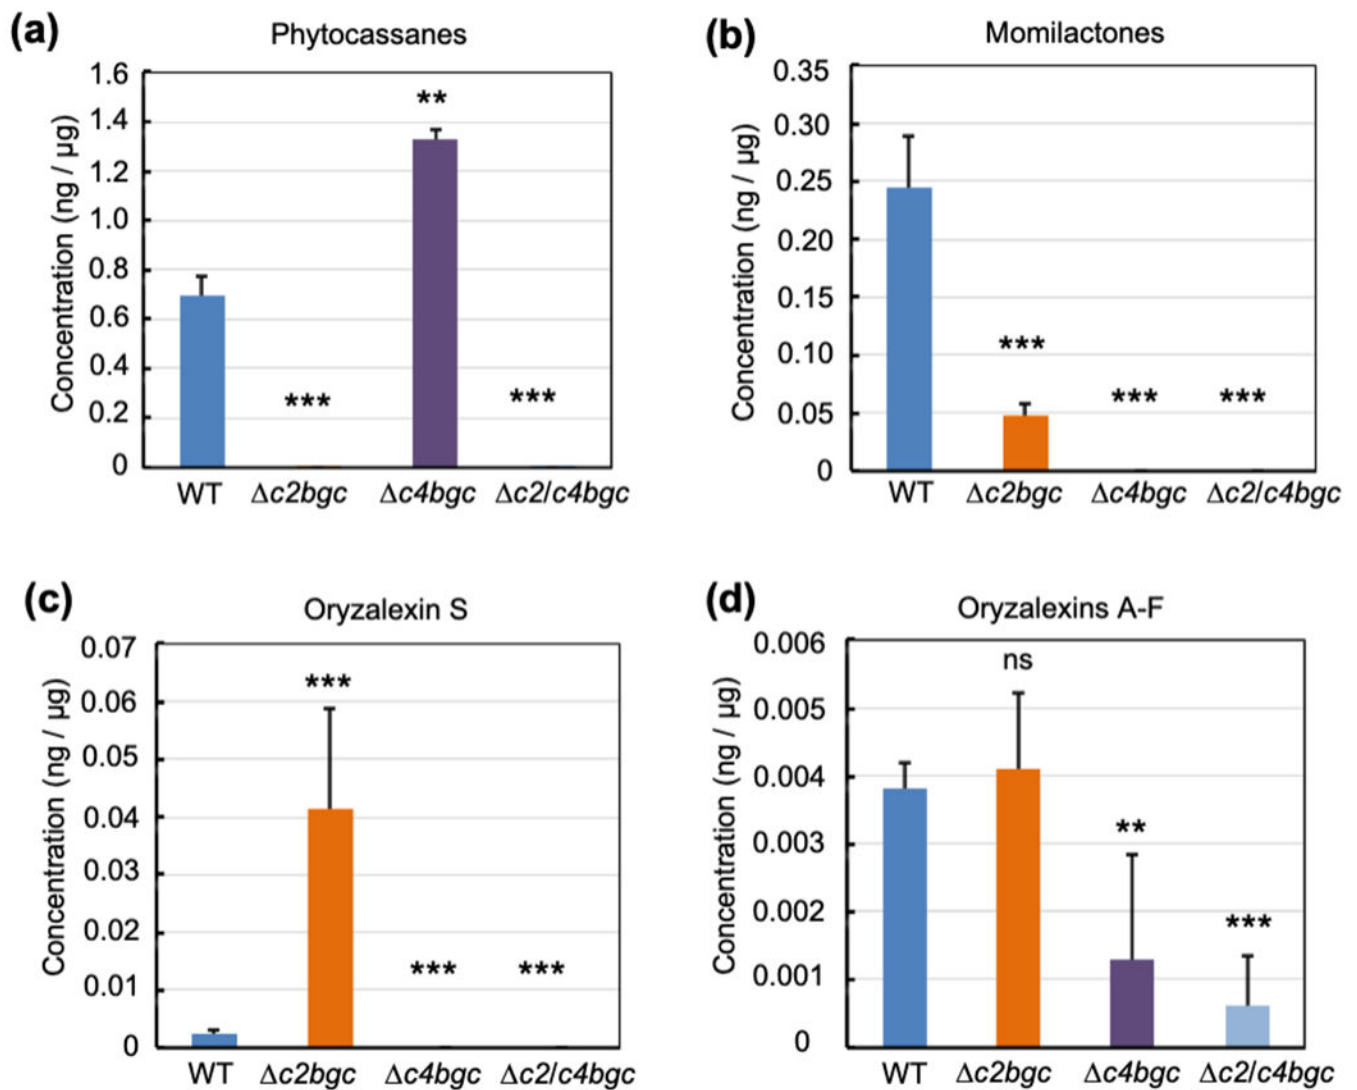 (a)
Phytocassanes
Concentration (ng / µg)
1.6
1.4
1.2
1.0
0.8
0.6
0.4
0.2
0
**
***
***
WT Δc2bgc Δc4bgc Δc2/c4bgc
(b)
Momilactones
Concentration (ng / µg)
0.35
0.30
0.25
0.20
0.15
0.10
0.05
0
***
***
***
WT Δc2bgc Δc4bgc Δc2/c4bgc
(c)
Oryzalexin S
Concentration (ng / µg)
0.07
0.06
0.05
0.04
0.03
0.02
0.01
0
***
***
***
WT Δc2bgc Δc4bgc Δc2/c4bgc
(d)
Oryzalexins A-F
Concentration (ng / µg)
0.006
0.005
0.004
0.003
0.002
0.001
0
ns
**
***
WT Δc2bgc Δc4bgc Δc2/c4bgc